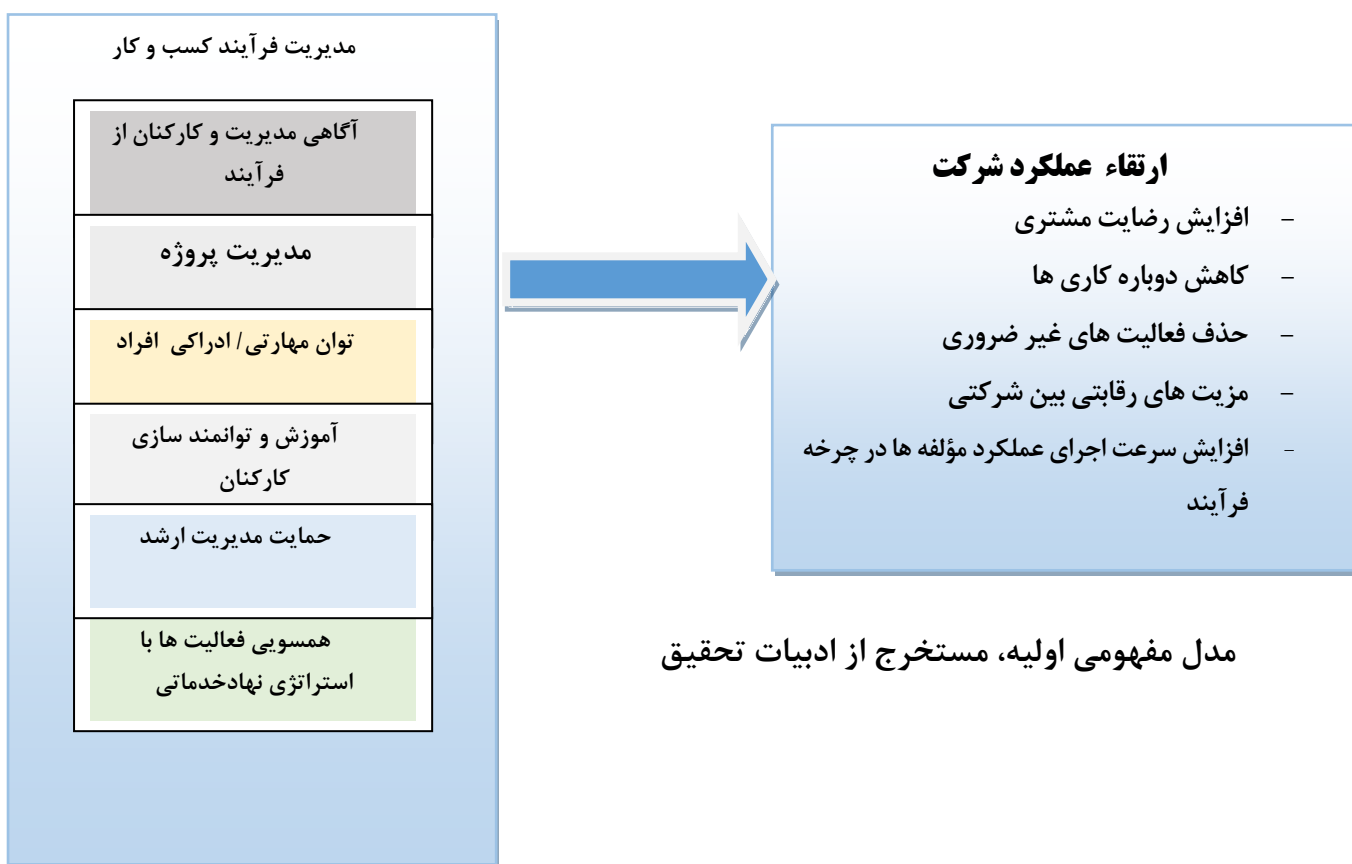 مدیریت فرآیند کسب و کار
آگاهی مدیریت و کارکنان از
فرآیند
مدیریت پروژه
توان مهارتی/ ادراکی افراد
آموزش و توانمند سازی
کارکنان
حمایت مدیریت ارشد
همسویی فعالیت ها با
استراتژی نهادخدماتی
ارتقاء عملکرد شرکت
- افزایش رضایت مشتری
- کاهش دوباره کاری ها
- حذف فعالیت های غیر ضروری
- مزیت های رقابتی بین شرکتی
- افزایش سرعت اجرای عملکرد مؤلفه ها در چرخه
فرآیند
مدل مفهومی اولیه، مستخرج از ادبیات تحقیق